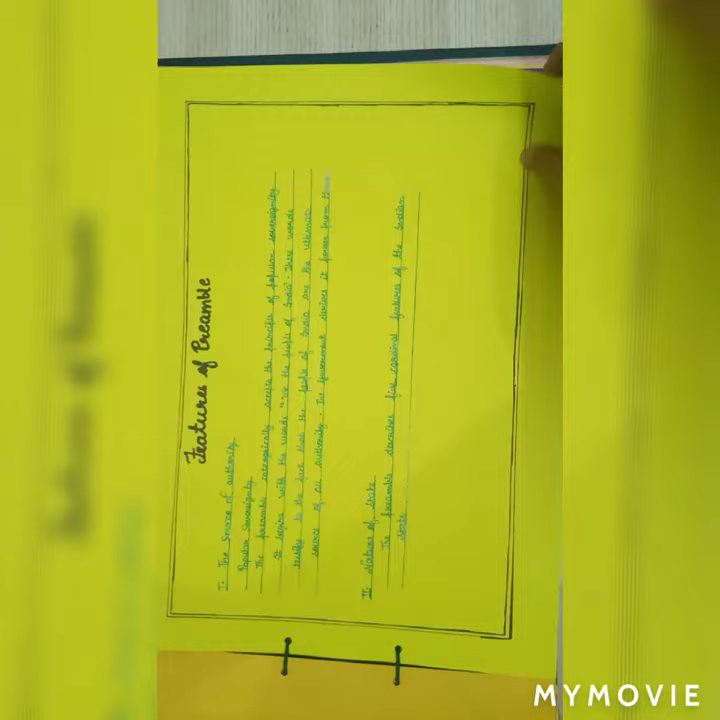 Features of Preamble
I: The Source of authority
Popular Sovereignty
The preamble categorically accepts the principle of popular sovereignty
It begins with the words "We the people of India". These words
testify to the fact that the people of India are the ultimate
source of all authority. The Government derives it power from them
II: Nature of State
The preamble describes five cardinal features of the Indian
state
MYMOVIE